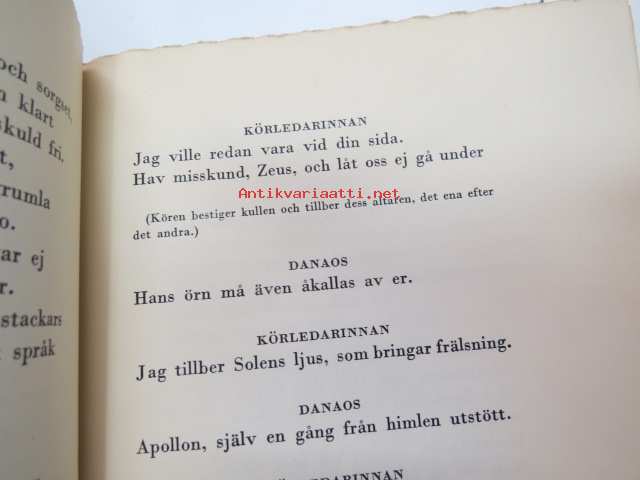 och sorgset,
n klart
skuld fri.
t,
rumla
o.
var ej
r.
stackars
t språk
KÖRLEDARINNAN
Jag ville redan vara vid din sida.
Hav misskund, Zeus, och låt oss ej gå under
Antikvariaatti.net
(Kören bestiger kullen och tillber dess altaren, det ena efter
det andra.)
DANAOS
Hans örn må även åkallas av er.
KÖRLEDARINNAN
Jag tillber Solens ljus, som bringar frälsning.
DANAOS
Apollon, själv en gång från himlen utstött.
KÖRLEDARINNAN